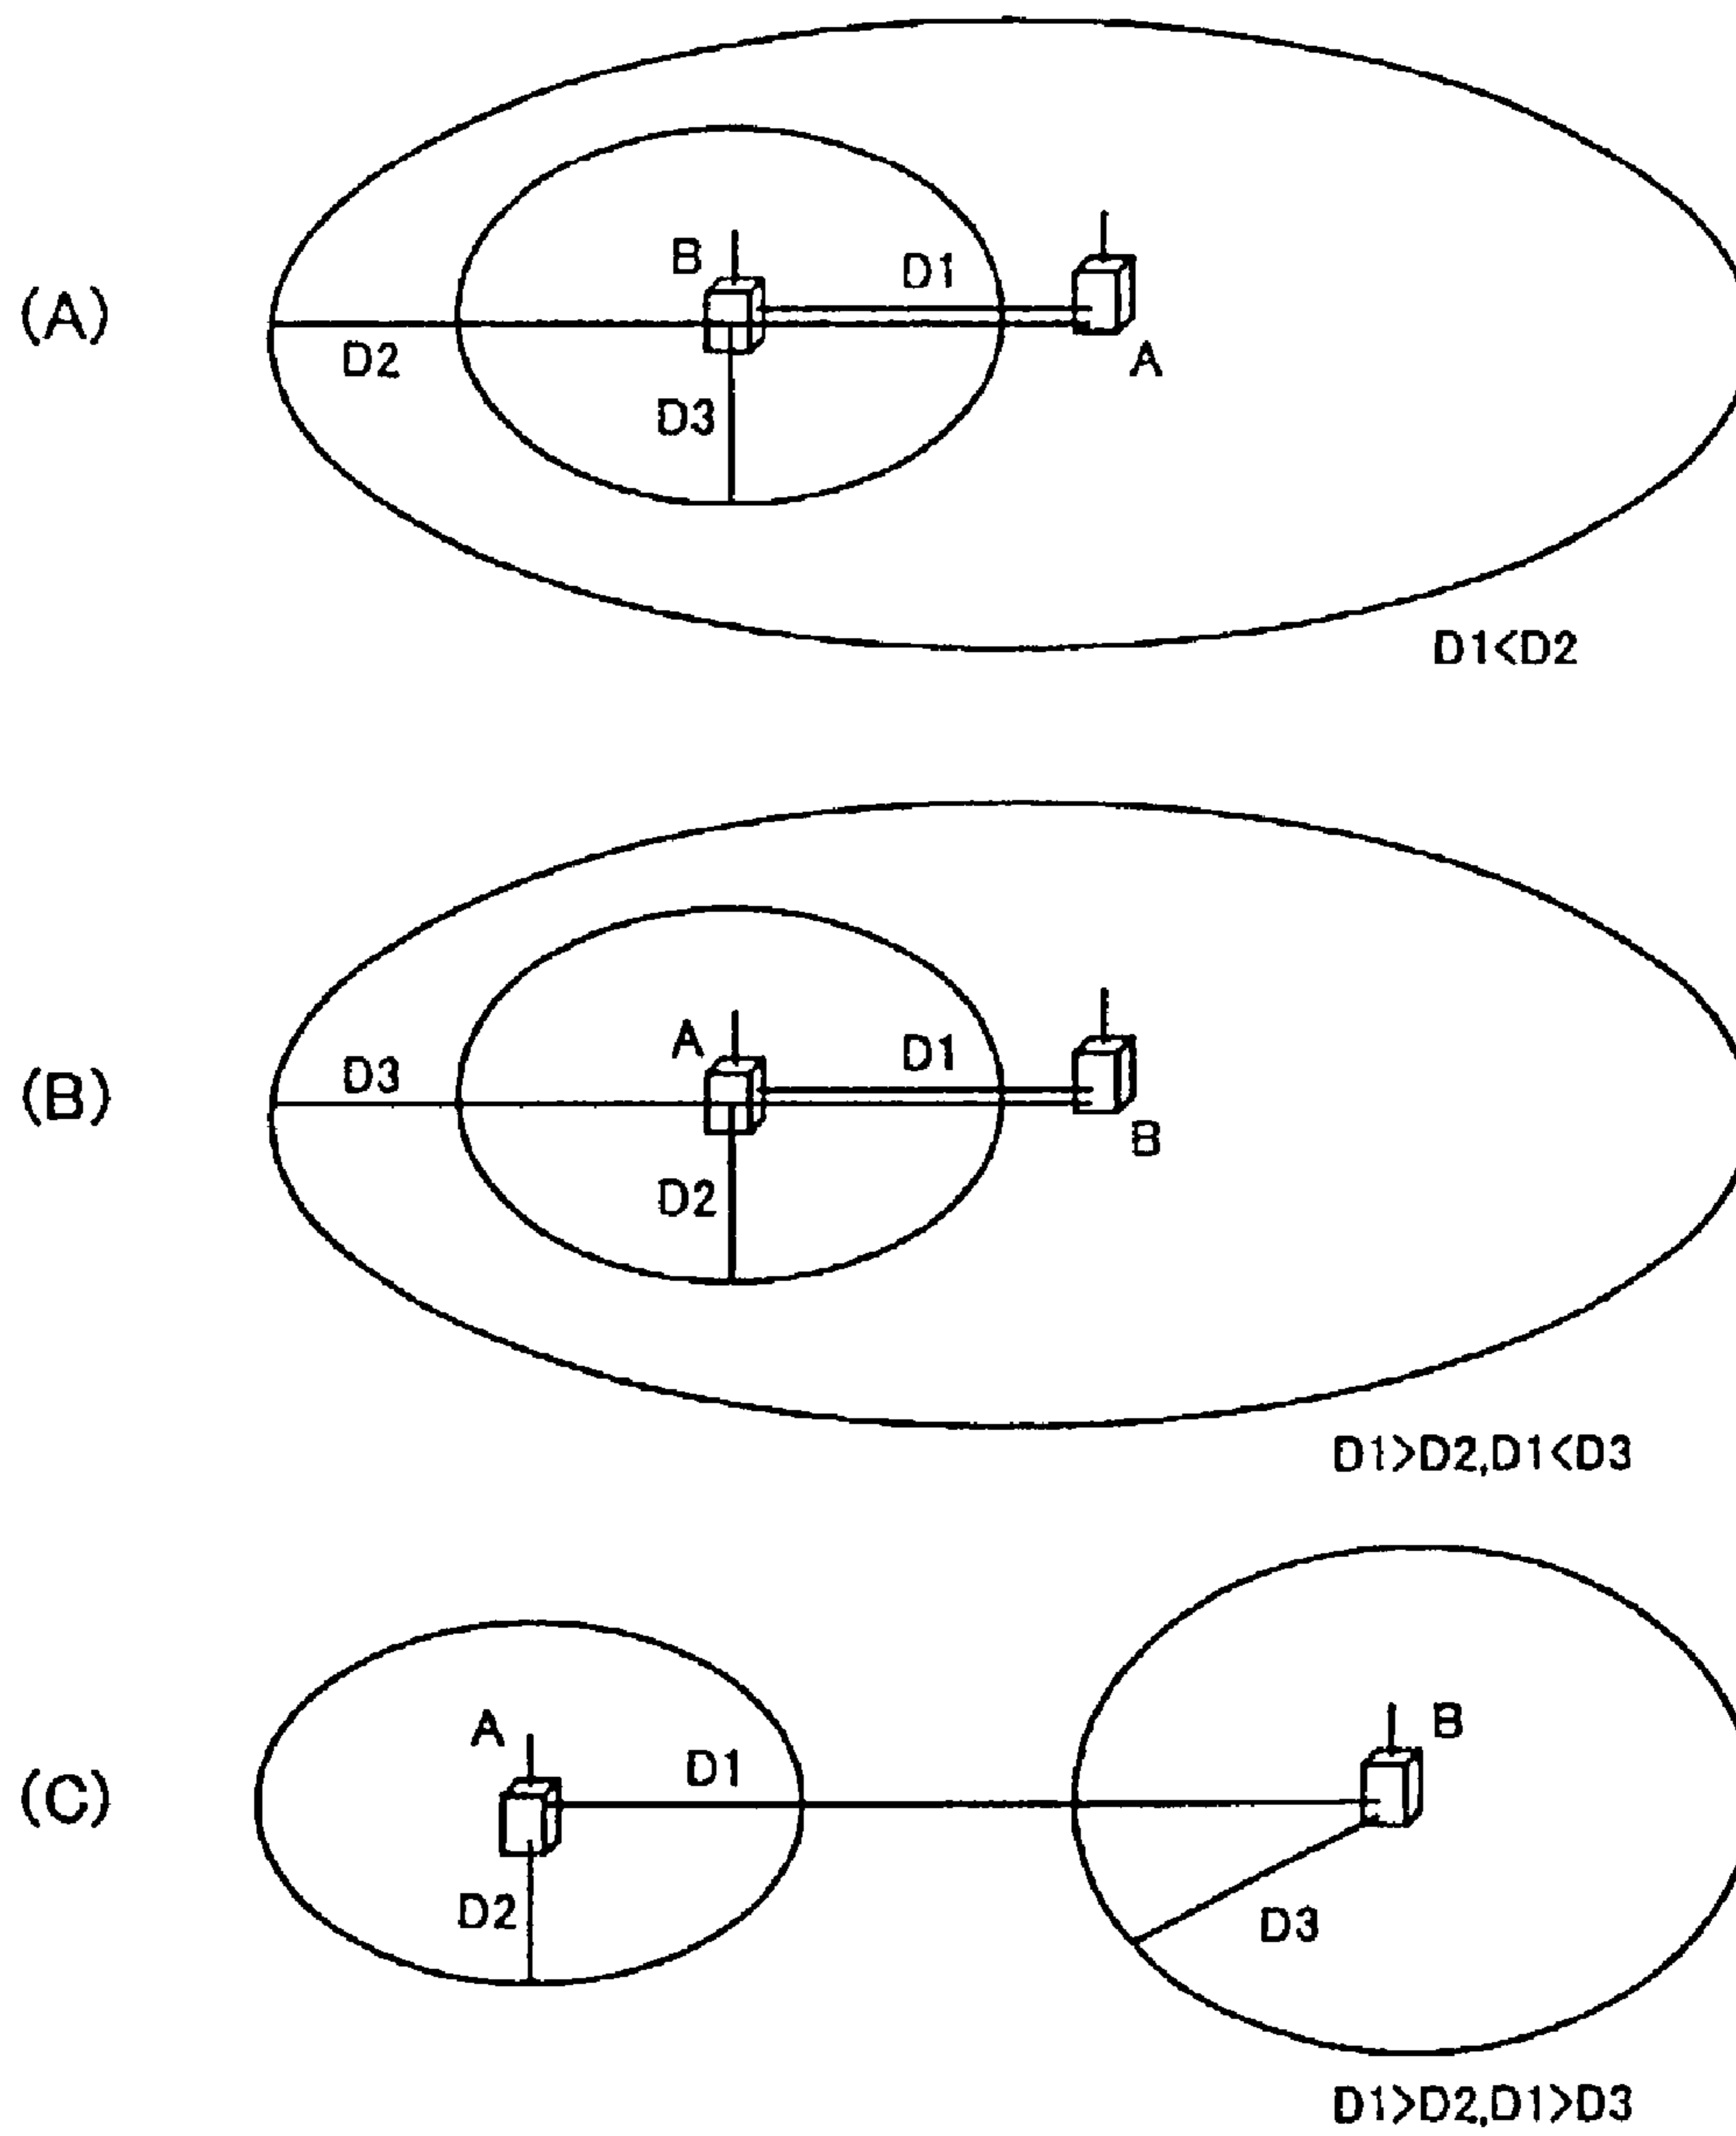 (A)
B
D1
A
D2
D3
D1<D2
(B)
A
D1
D3
B
D2
D1>D2,D1<D3
(C)
A
B
D1
D2
D3
D1>D2,D1>D3